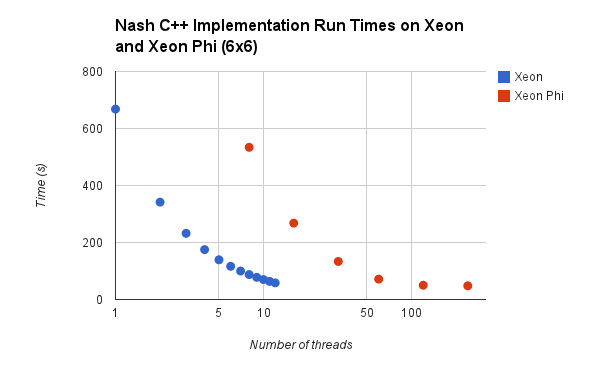 Nash C++ Implementation Run Times on Xeon
and Xeon Phi (6x6)
Xeon
Xeon Phi
Time (s)
800
600
400
200
0
1
5
10
50
100
Number of threads